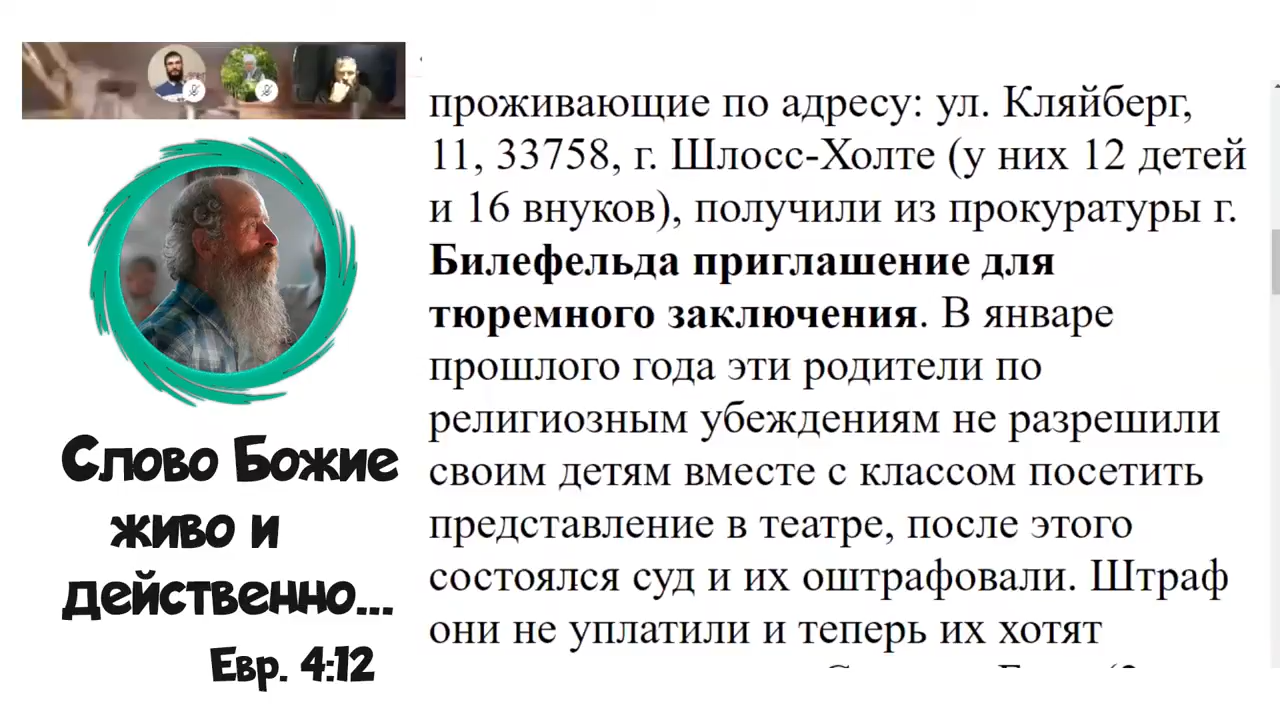 проживающие по адресу: ул. Кляйберг,
11, 33758, г. Шлосс-Холте (у них 12 детей
и 16 внуков), получили из прокуратуры г.
Билефельда приглашение для
тюремного заключения. В январе
прошлого года эти родители по
религиозным убеждениям не разрешили
своим детям вместе с классом посетить
представление в театре, после этого
состоялся суд и их оштрафовали. Штраф
они не уплатили и теперь их хотят
Слово Божие
живо и
действенно...
Евр. 4:12